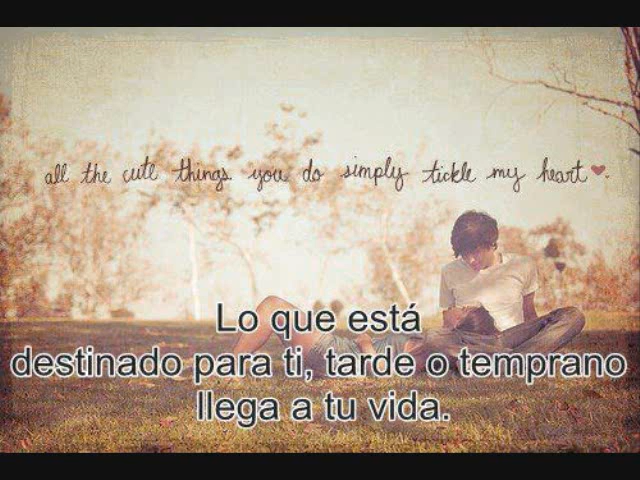 all the cute things you do simply tickle my heart ♥.
Lo que está
destinado para ti, tarde o temprano
llega a tu vida.